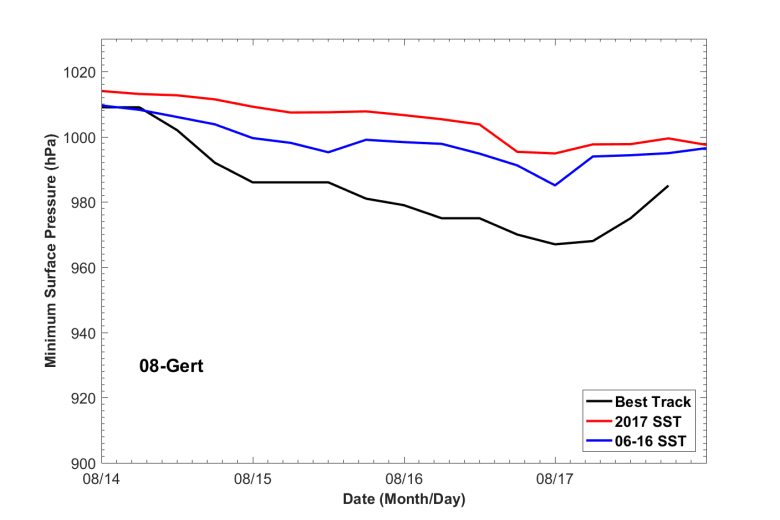 1020
1000
980
960
940
920
900
Minimum Surface Pressure (hPa)
08-Gert
Best Track
2017 SST
06-16 SST
08/14
08/15
08/16
08/17
Date (Month/Day)